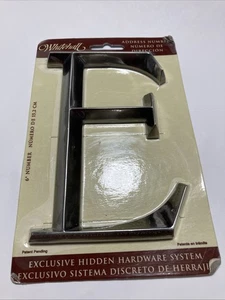 Whitehall
ADDRESS NUMBER
NÚMERO DE
DIRECCIÓN
E
6" NUMBER NÚMERO DE 15,2 CM
Patent Pending
Patente en trámite
EXCLUSIVE HIDDEN HARDWARE SYSTEM
EXCLUSIVO SISTEMA DISCRETO DE HERRAJE